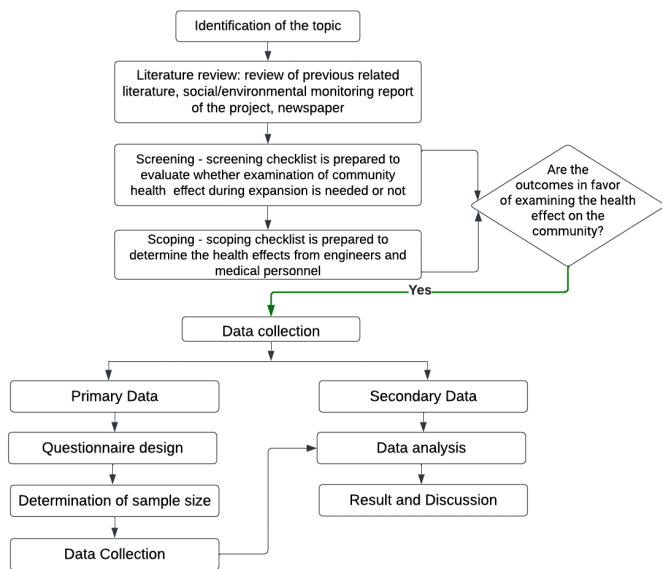 Identification of the topic
Literature review: review of previous related
literature, social/environmental monitoring report
of the project, newspaper
Screening - screening checklist is prepared to
evaluate whether examination of community
health effect during expansion is needed or not
Are the
outcomes in favor
of examining the health
effect on the
community?
Scoping - scoping checklist is prepared to
determine the health effects from engineers and
medical personnel
Yes
Data collection
Primary Data
Secondary Data
Questionnaire design
Data analysis
Determination of sample size
Result and Discussion
Data Collection